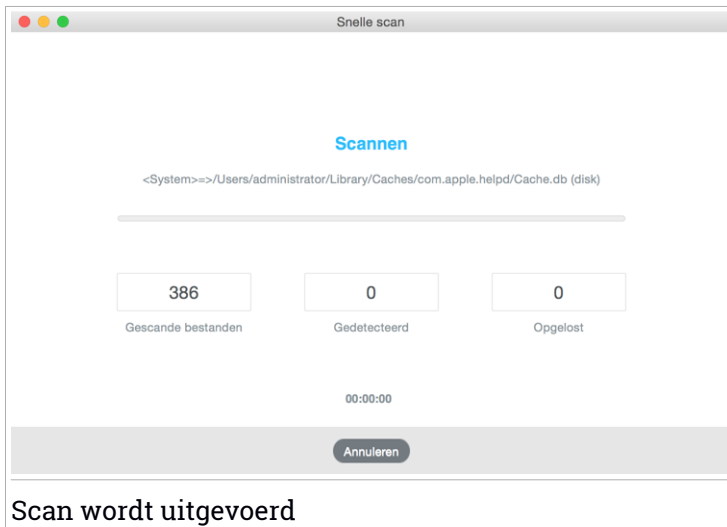 Snelle scan
Scannen
<System>=>/Users/administrator/Library/Caches/com.apple.helpd/Cache.db (disk)
386
0
0
Gescande bestanden
Gedetecteerd
Opgelost
00:00:00
Annuleren
Scan wordt uitgevoerd